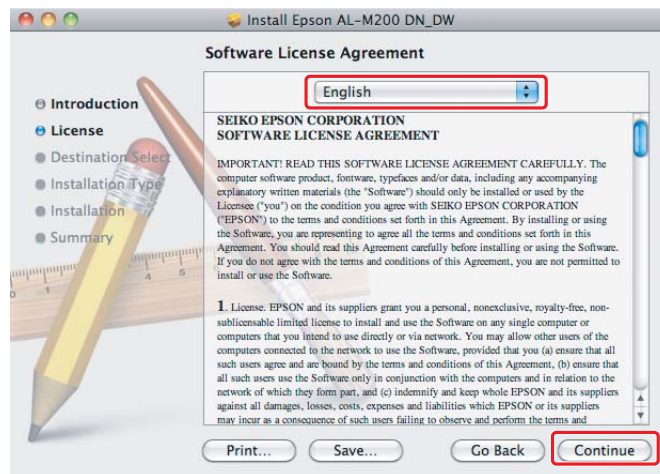 Install Epson AL-M200 DN_DW
Software License Agreement
Introduction
License
Destination Select
Installation Type
Installation
Summary
English
SEIKO EPSON CORPORATION
SOFTWARE LICENSE AGREEMENT
IMPORTANT! READ THIS SOFTWARE LICENSE AGREEMENT CAREFULLY. The
computer software product, fontware, typefaces and/or data, including any accompanying
explanatory written materials (the "Software") should only be installed or used by the
Licensee ("you") on the condition you agree with SEIKO EPSON CORPORATION
("EPSON") to the terms and conditions set forth in this Agreement. By installing or using
the Software, you are representing to agree all the terms and conditions set forth in this
Agreement. You should read this Agreement carefully before installing or using the Software.
If you do not agree with the terms and conditions of this Agreement, you are not permitted to
install or use the Software.
1. License. EPSON and its suppliers grant you a personal, nonexclusive, royalty-free, non-
sublicensable limited license to install and use the Software on any single computer or
computers that you intend to use directly or via network. You may allow other users of the
computers connected to the network to use the Software, provided that you (a) ensure that all
such users agree and are bound by the terms and conditions of this Agreement, (b) ensure that
all such users use the Software only in conjunction with the computers and in relation to the
network of which they form part, and (c) indemnify and keep whole EPSON and its suppliers
against all damages, losses, costs, expenses and liabilities which EPSON or its suppliers
may incur as a consequence of such users failing to observe and perform the terms and
Print...
Save...
Go Back
Continue